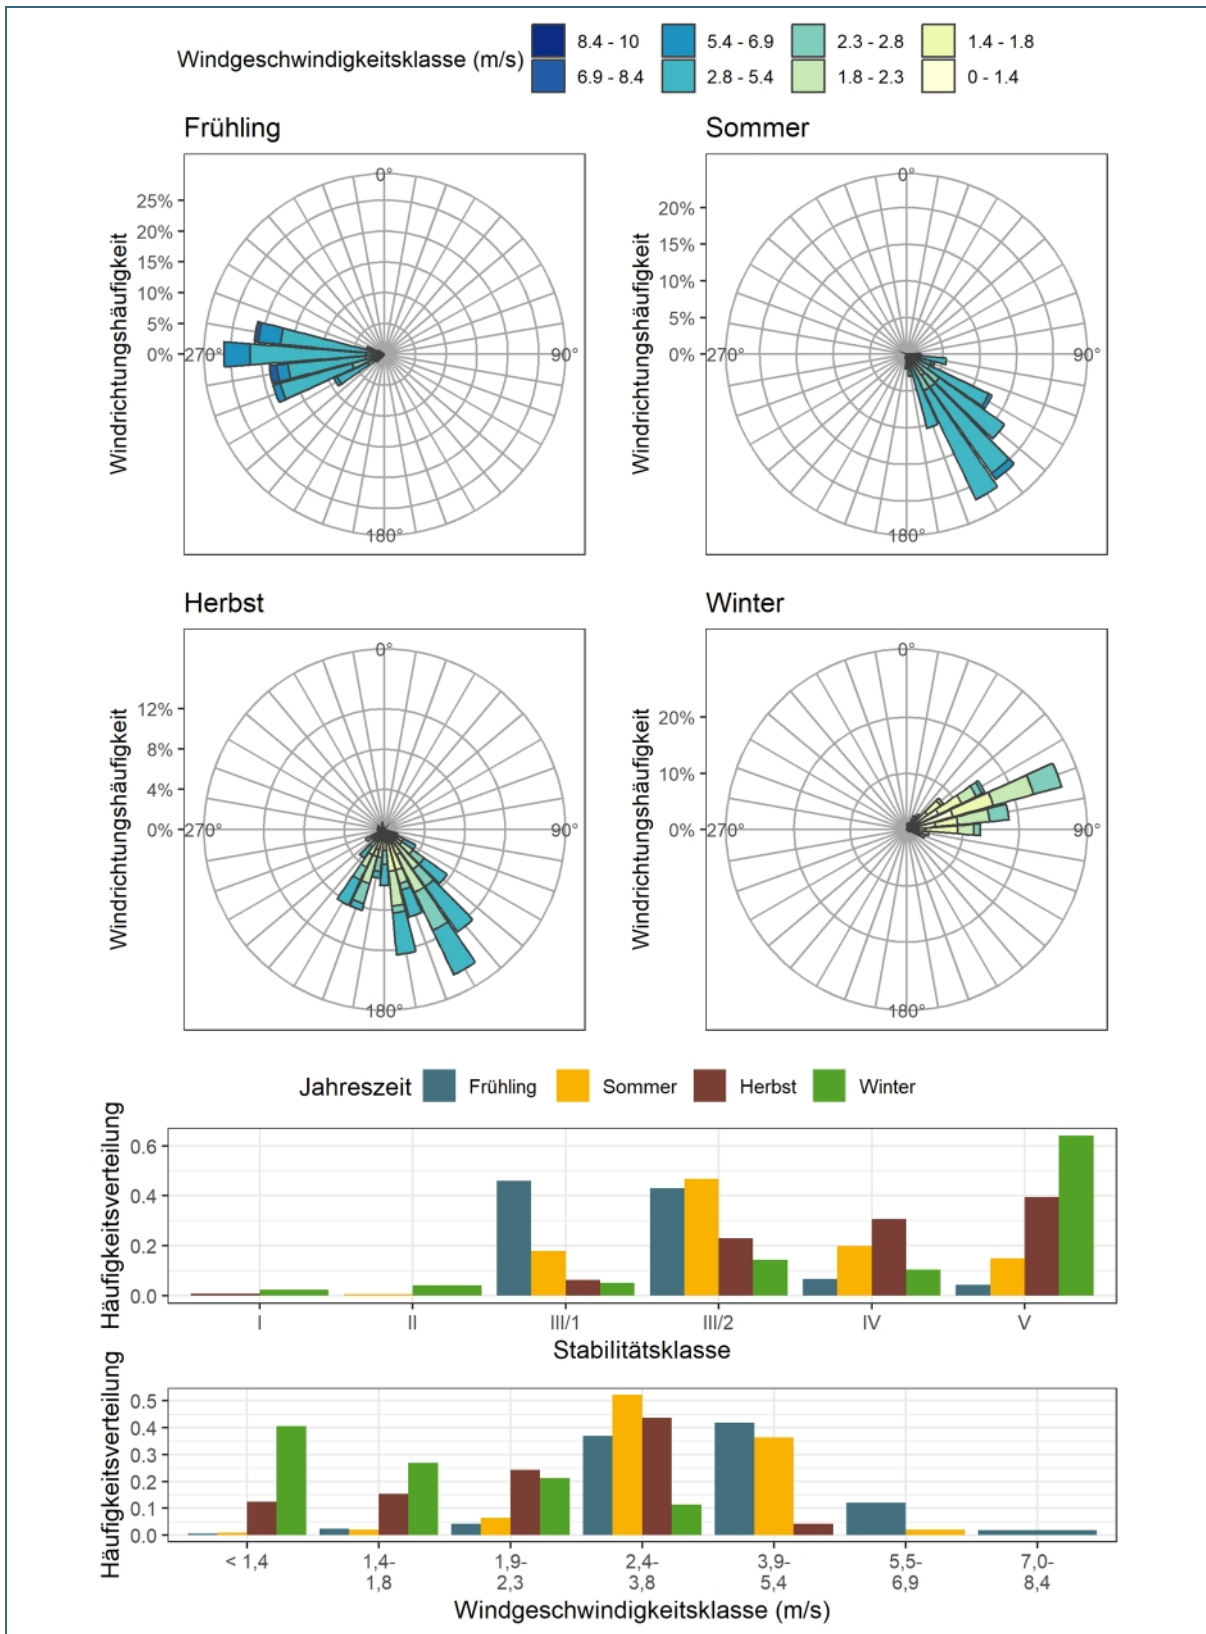 Windgeschwindigkeitsklasse (m/s)
8.4 - 10
5.4 - 6.9
2.3 - 2.8
1.4 - 1.8
6.9 - 8.4
2.8 - 5.4
1.8 - 2.3
0 - 1.4
Frühling
Windrichtungshäufigkeit
25%
20%
15%
10%
5%
0%
0°
90°
180°
270°
Sommer
Windrichtungshäufigkeit
20%
15%
10%
5%
0%
0°
90°
180°
270°
Herbst
Windrichtungshäufigkeit
12%
8%
4%
0%
0°
90°
180°
270°
Winter
Windrichtungshäufigkeit
20%
10%
0%
0°
90°
180°
270°
Jahreszeit
Frühling
Sommer
Herbst
Winter
Häufigkeitsverteilung
0.6
0.4
0.2
0.0
I
II
III/1
III/2
IV
V
Stabilitätsklasse
Häufigkeitsverteilung
0.5
0.4
0.3
0.2
0.1
0.0
< 1,4
1,4-
1,8
1,9-
2,3
2,4-
3,8
3,9-
5,4
5,5-
6,9
7,0-
8,4
Windgeschwindigkeitsklasse (m/s)